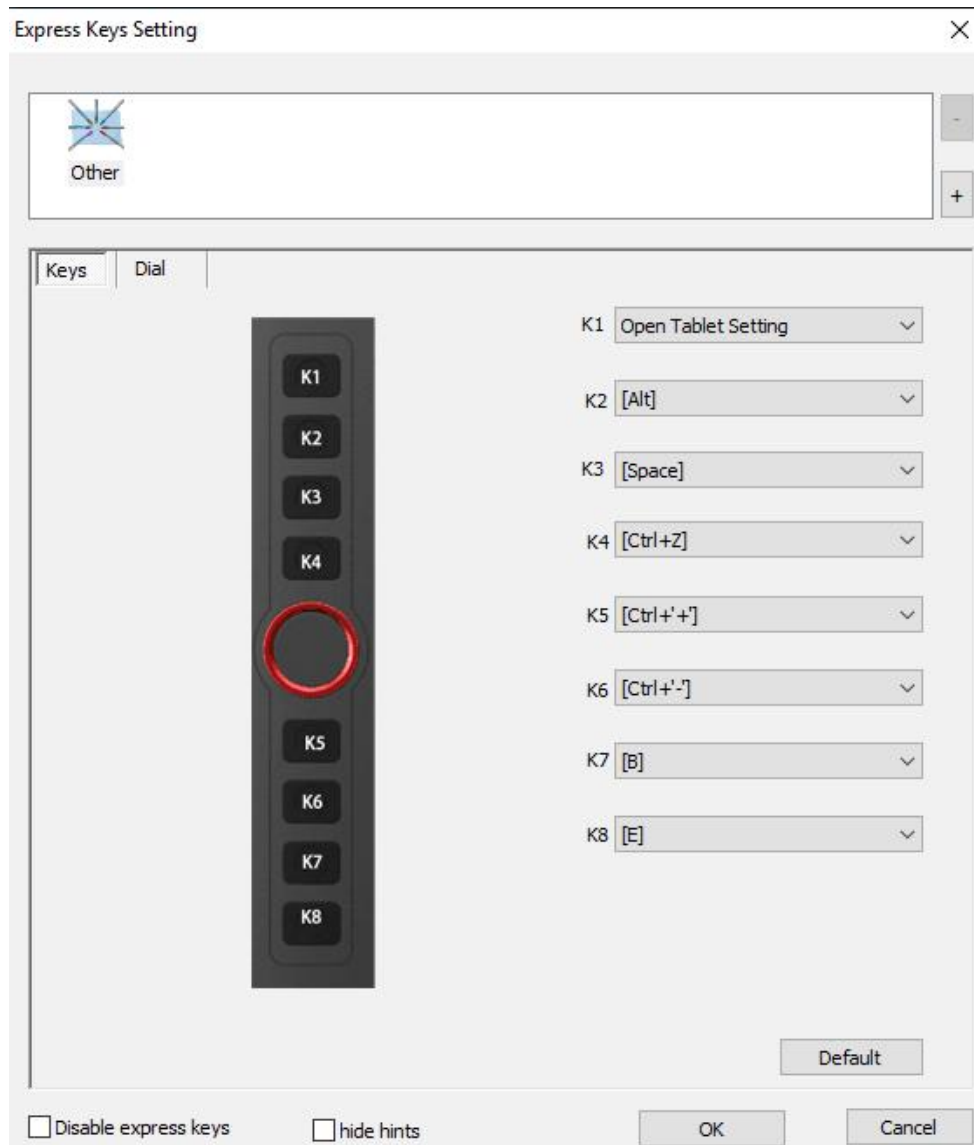 Express Keys Setting
Other
-
+
Keys Dial
K1
K2
K3
K4
K5
K6
K7
K8
K1 Open Tablet Setting
K2 [Alt]
K3 [Space]
K4 [Ctrl+Z]
K5 [Ctrl+'+']
K6 [Ctrl+'-']
K7 [B]
K8 [E]
Default
Disable express keys hide hints OK Cancel